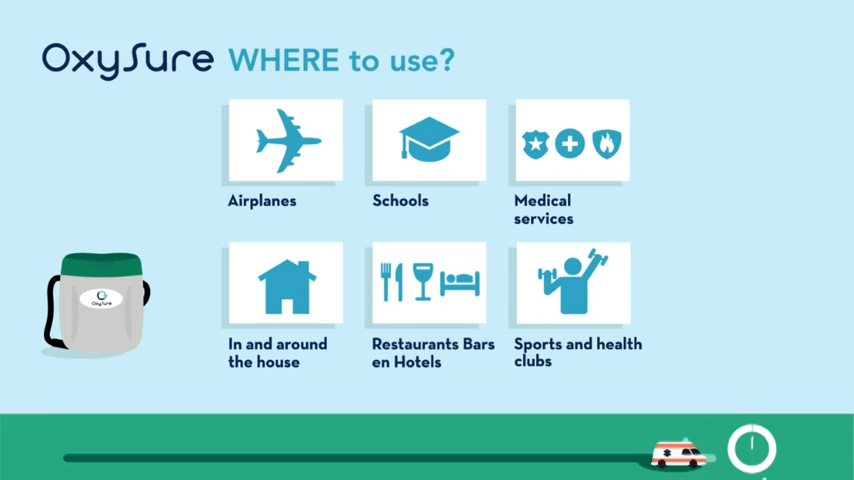 OxySure WHERE to use?
Airplanes
Schools
Medical
services
OxySure
In and around
the house
Restaurants Bars
en Hotels
Sports and health
clubs